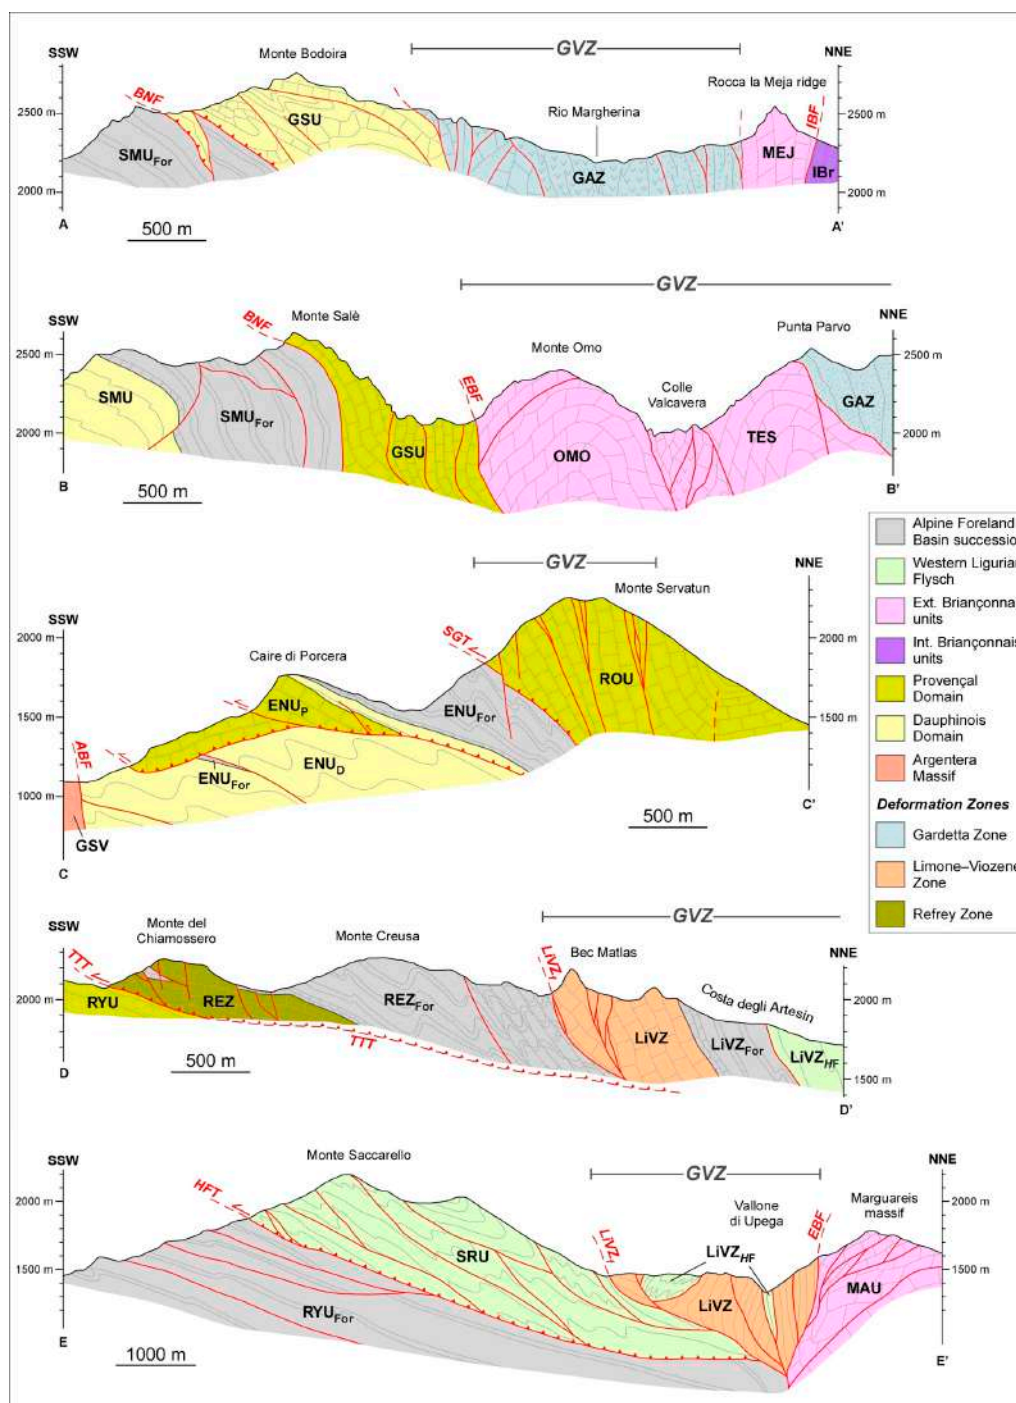 GVZ
SSW
Monte Bodoira
NNE
Rocca la Meja ridge
BNF
IBF
2500 m
2500 m
Rio Margherina
GSU
SMUFor
MEJ
GAZ
IBr
2000 m
2000 m
A
A'
500 m
GVZ
SSW
Monte Salè
BNF
NNE
Punta Parvo
Monte Omo
2500 m
2500 m
EBF
Colle
Valcavera
SMU
SMUFor
GAZ
2000 m
2000 m
GSU
OMO
TES
B
B'
500 m
Alpine Foreland
Basin successio
Western Ligurian
Flysch
Ext. Briançonna
units
Int. Briançonnais
units
Provençal
Domain
Dauphinois
Domain
Argentera
Massif
Deformation Zones
Gardetta Zone
Limone–Viozene
Zone
Refrey Zone
GVZ
NNE
SSW
Monte Servatun
2000 m
2000 m
SGT
Caire di Porcera
ROU
ENUP
ENUFor
1500 m
1500 m
ABF
ENUD
ENUFor
1000 m
C'
500 m
GSV
C
GVZ
SSW
Monte del
Chiamossero
Monte Creusa
NNE
Bec Matlas
TTT
LiVZf
Costa degli Artesin
2000 m
2000 m
RYU
REZ
REZFor
LiVZ
LiVZFor
LiVZHF
TTT
1500 m
D
500 m
D'
SSW
Monte Saccarello
GVZ
NNE
2000 m
2000 m
HFT
Vallone
di Upega
Marguareis
massif
LiVZf
LiVZHF
EBF
1500 m
1500 m
SRU
LiVZ
MAU
RYUFor
E
E'
1000 m